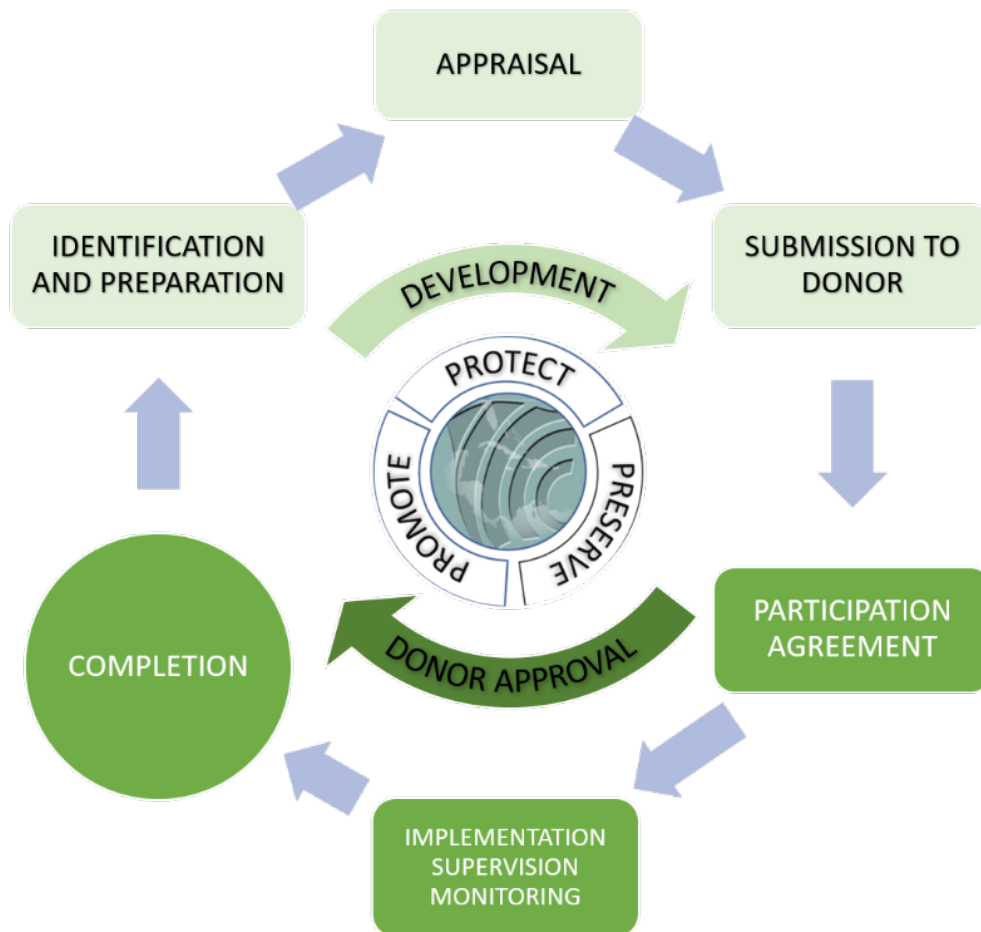 APPRAISAL
IDENTIFICATION
AND PREPARATION
SUBMISSION TO
DONOR
DEVELOPMENT
PROTECT
PROMOTE
PRESERVE
PARTICIPATION
AGREEMENT
DONOR APPROVAL
COMPLETION
IMPLEMENTATION
SUPERVISION
MONITORING